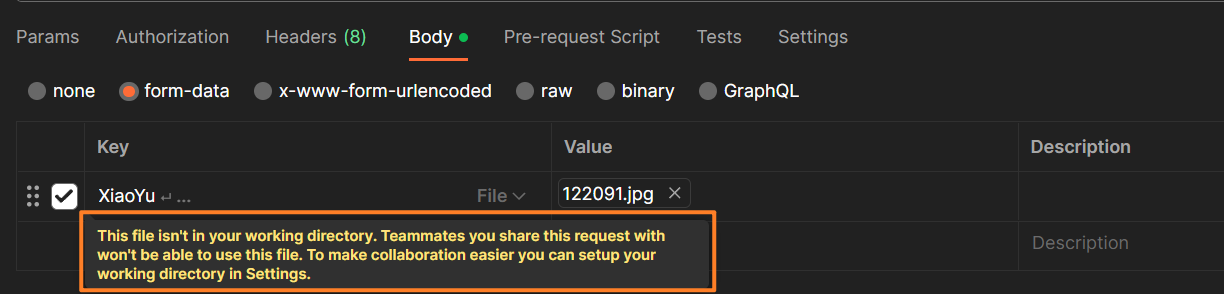 Params Authorization Headers (8) Body Pre-request Script Tests Settings
none form-data x-www-form-urlencoded raw binary GraphQL
Key Value Description
XiaoYu ↵ ... File 122091.jpg
This file isn't in your working directory. Teammates you share this request with
won't be able to use this file. To make collaboration easier you can setup your
working directory in Settings.
Description